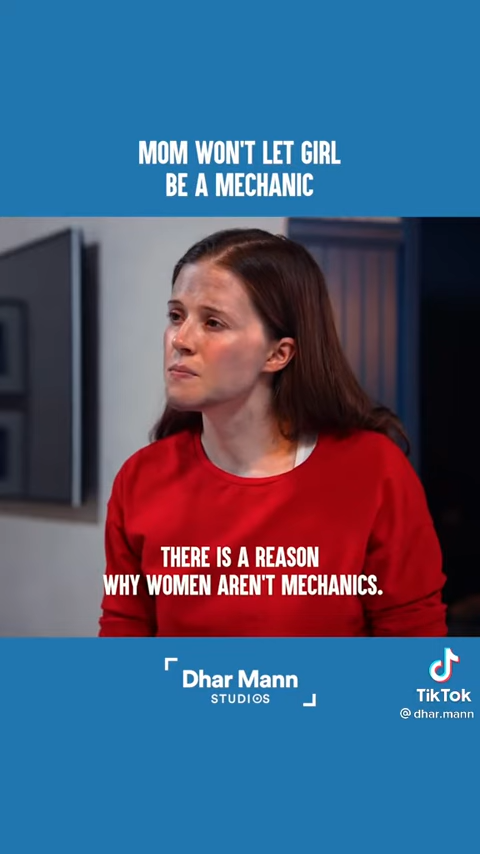 MOM WON'T LET GIRL
BE A MECHANIC
THERE IS A REASON
WHY WOMEN AREN'T MECHANICS.
Dhar Mann
STUDIOS
TikTok
@dhar.mann